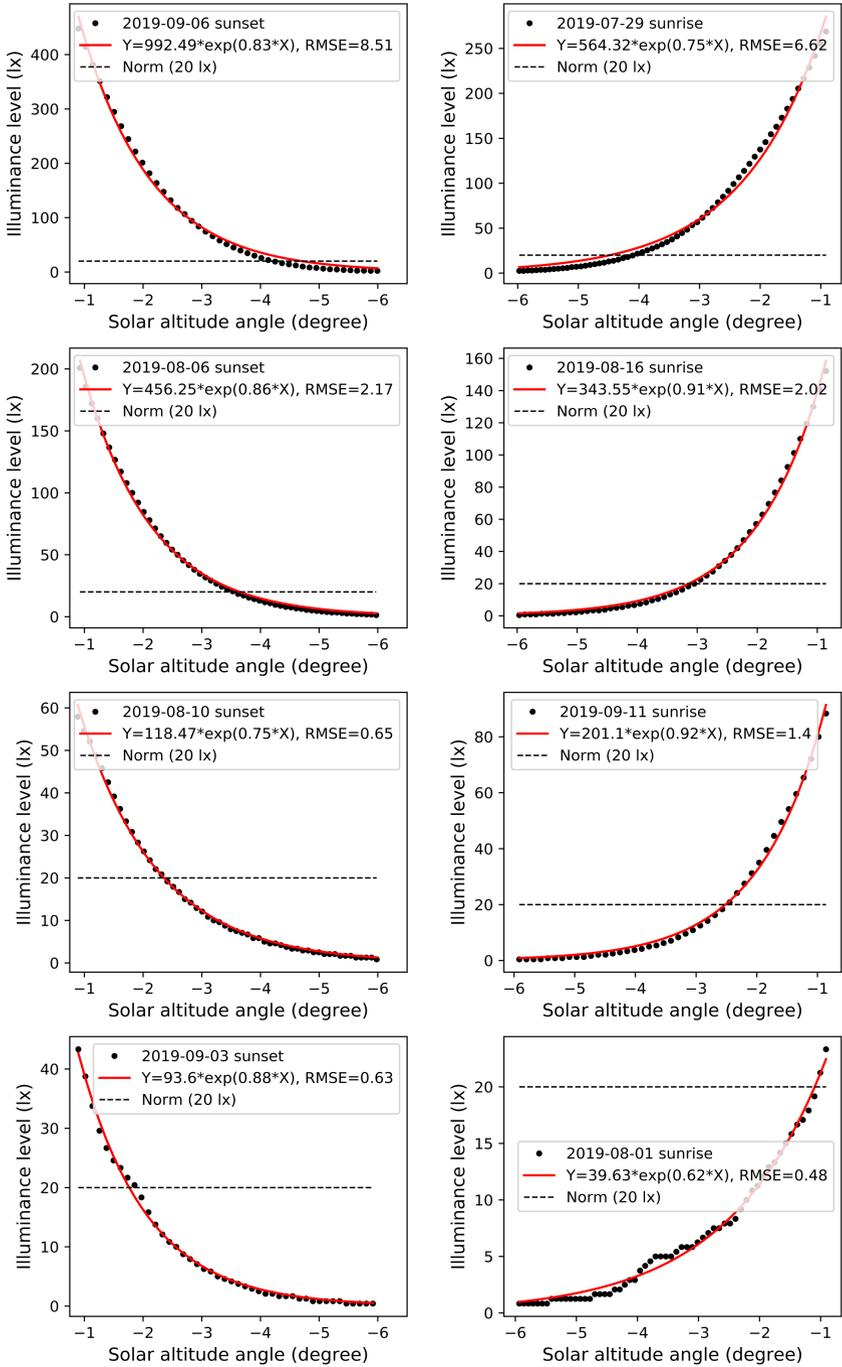 2019-09-06 sunset
Y=992.49*exp(0.83*X), RMSE=8.51
Norm (20 lx)
400
300
200
100
0
Illuminance level (lx)
−1 −2 −3 −4 −5 −6
Solar altitude angle (degree)
2019-07-29 sunrise
Y=564.32*exp(0.75*X), RMSE=6.62
Norm (20 lx)
250
200
150
100
50
0
Illuminance level (lx)
−6 −5 −4 −3 −2 −1
Solar altitude angle (degree)
2019-08-06 sunset
Y=456.25*exp(0.86*X), RMSE=2.17
Norm (20 lx)
200
150
100
50
0
Illuminance level (lx)
−1 −2 −3 −4 −5 −6
Solar altitude angle (degree)
2019-08-16 sunrise
Y=343.55*exp(0.91*X), RMSE=2.02
Norm (20 lx)
160
140
120
100
80
60
40
20
0
Illuminance level (lx)
−6 −5 −4 −3 −2 −1
Solar altitude angle (degree)
2019-08-10 sunset
Y=118.47*exp(0.75*X), RMSE=0.65
Norm (20 lx)
60
50
40
30
20
10
0
Illuminance level (lx)
−1 −2 −3 −4 −5 −6
Solar altitude angle (degree)
2019-09-11 sunrise
Y=201.1*exp(0.92*X), RMSE=1.4
Norm (20 lx)
80
60
40
20
0
Illuminance level (lx)
−6 −5 −4 −3 −2 −1
Solar altitude angle (degree)
2019-09-03 sunset
Y=93.6*exp(0.88*X), RMSE=0.63
Norm (20 lx)
40
30
20
10
0
Illuminance level (lx)
−1 −2 −3 −4 −5 −6
Solar altitude angle (degree)
2019-08-01 sunrise
Y=39.63*exp(0.62*X), RMSE=0.48
Norm (20 lx)
20
15
10
5
0
Illuminance level (lx)
−6 −5 −4 −3 −2 −1
Solar altitude angle (degree)